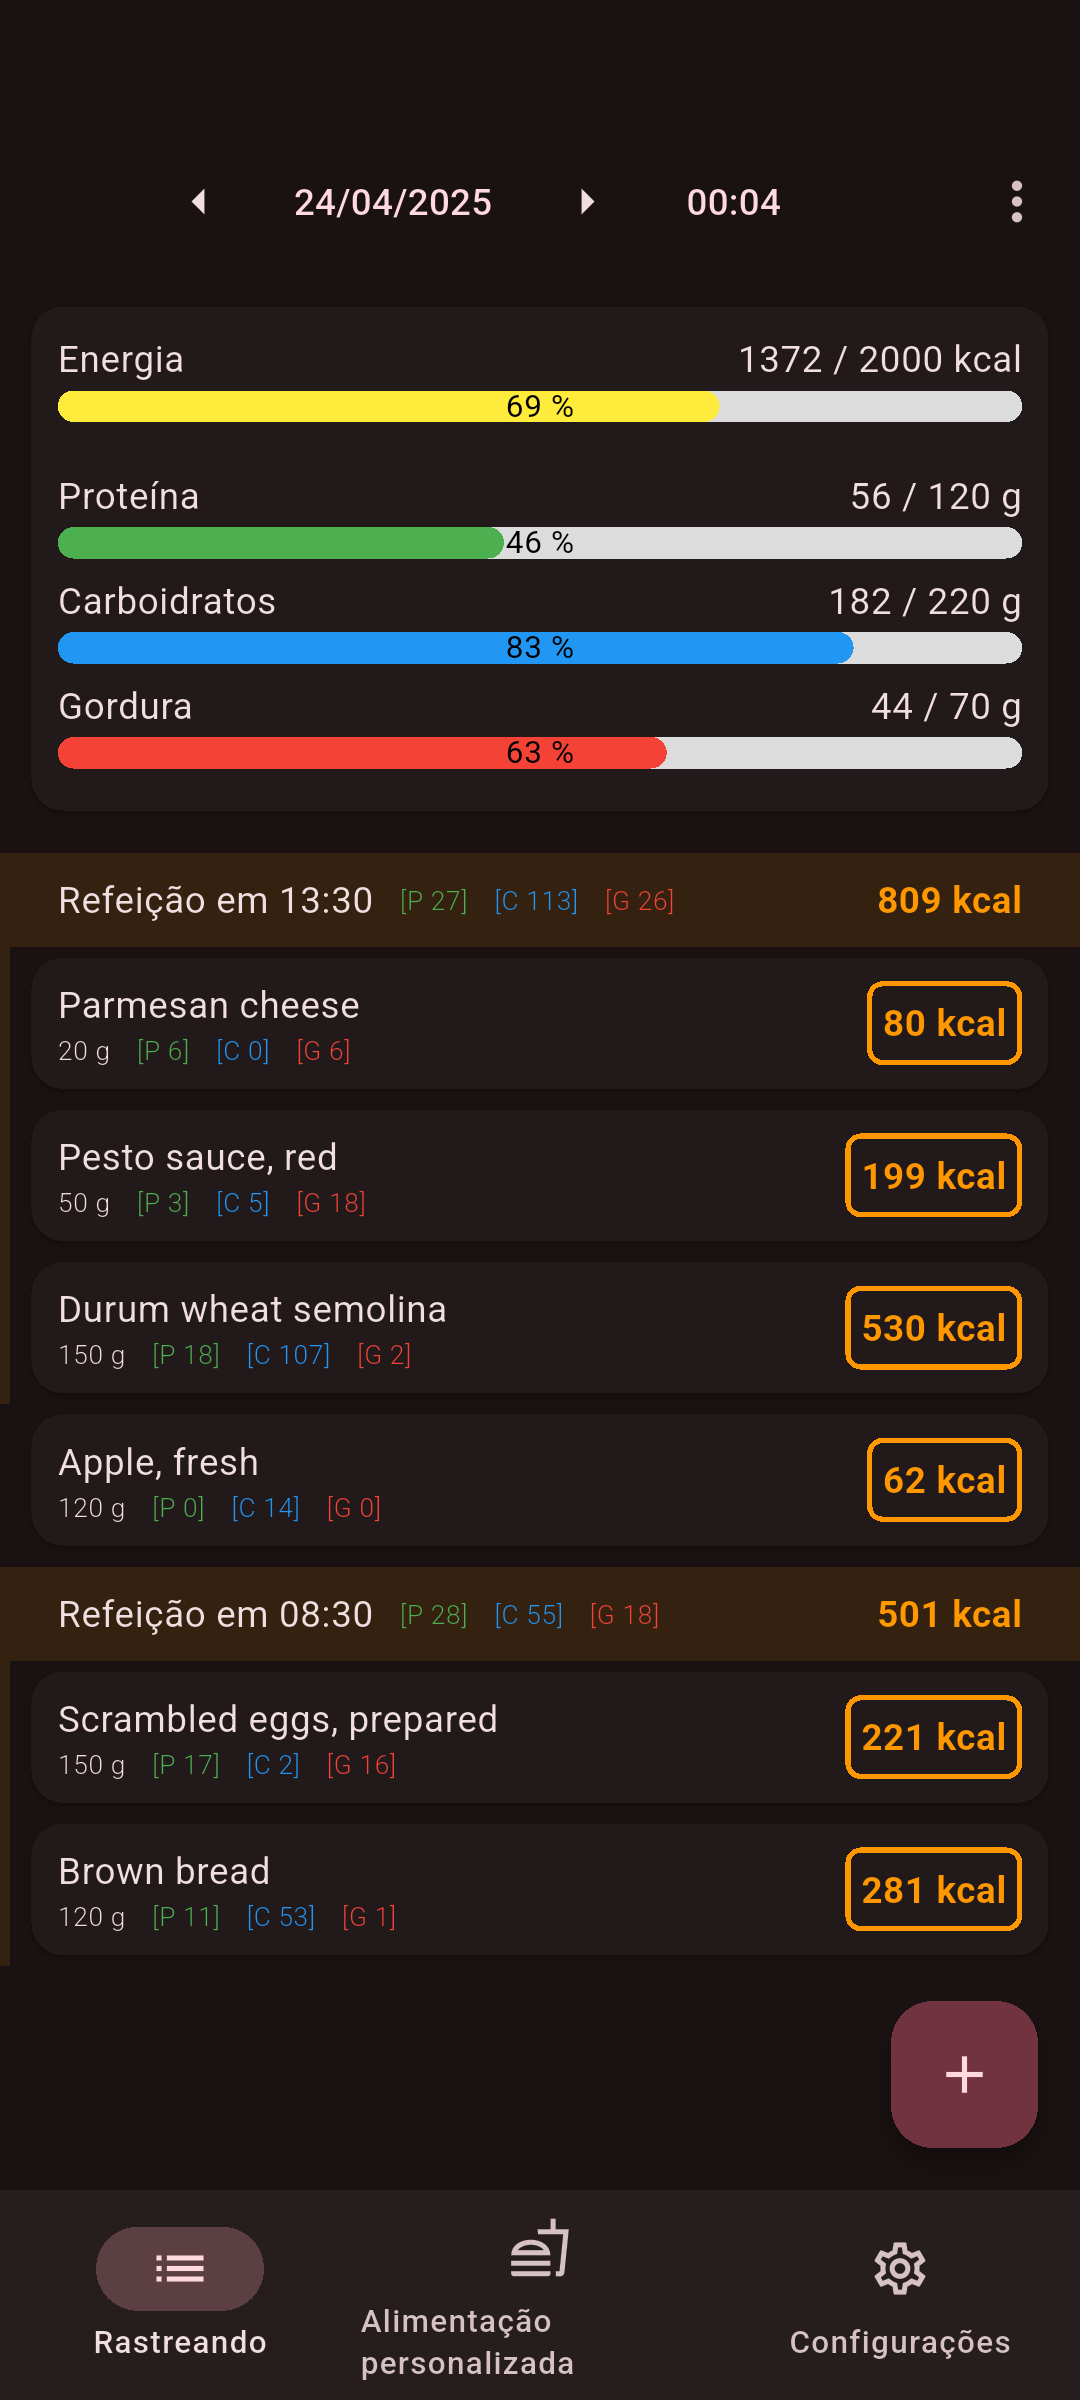 24/04/2025 00:04
Energia 1372 / 2000 kcal
69 %
Proteína 56 / 120 g
46 %
Carboidratos 182 / 220 g
83 %
Gordura 44 / 70 g
63 %
Refeição em 13:30 [P 27] [C 113] [G 26] 809 kcal
Parmesan cheese
20 g [P 6] [C 0] [G 6]
80 kcal
Pesto sauce, red
50 g [P 3] [C 5] [G 18]
199 kcal
Durum wheat semolina
150 g [P 18] [C 107] [G 2]
530 kcal
Apple, fresh
120 g [P 0] [C 14] [G 0]
62 kcal
Refeição em 08:30 [P 28] [C 55] [G 18] 501 kcal
Scrambled eggs, prepared
150 g [P 17] [C 2] [G 16]
221 kcal
Brown bread
120 g [P 11] [C 53] [G 1]
281 kcal
Rastreando
Alimentação
personalizada
Configurações